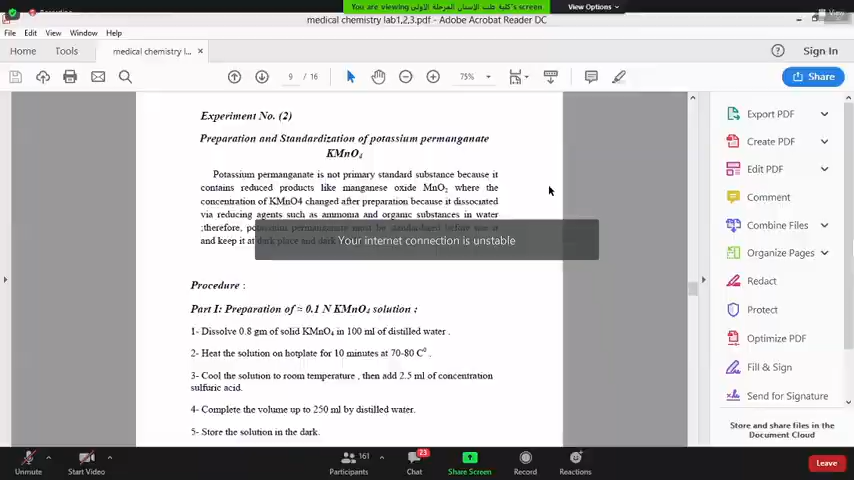 You are viewing كلية طب الاسنان المرحلة الاولى's screen
View Options
Recording
View
medical chemistry lab1,2,3.pdf - Adobe Acrobat Reader DC
File Edit View Window Help
Home Tools medical chemistry l... × Sign In
9 / 16 75% Share
Experiment No. (2)
Preparation and Standardization of potassium permanganate
KMnO4
Potassium permanganate is not primary standard substance because it
contains reduced products like manganese oxide MnO2 where the
concentration of KMnO4 changed after preparation because it dissociated
via reducing agents such as ammonia and organic substances in water
;therefore, potassium permanganate must be standardized before use it
and keep it at dark place and dark
Your internet connection is unstable
Procedure :
Part I: Preparation of ≈ 0.1 N KMnO4 solution :
1- Dissolve 0.8 gm of solid KMnO4 in 100 ml of distilled water .
2- Heat the solution on hotplate for 10 minutes at 70-80 C0 .
3- Cool the solution to room temperature , then add 2.5 ml of concentration
sulfuric acid.
4- Complete the volume up to 250 ml by distilled water.
5- Store the solution in the dark.
Export PDF
Create PDF
Edit PDF
Comment
Combine Files
Organize Pages
Redact
Protect
Optimize PDF
Fill & Sign
Send for Signature
Store and share files in the
Document Cloud
161 23
Unmute Start Video Participants Chat Share Screen Record Reactions Leave